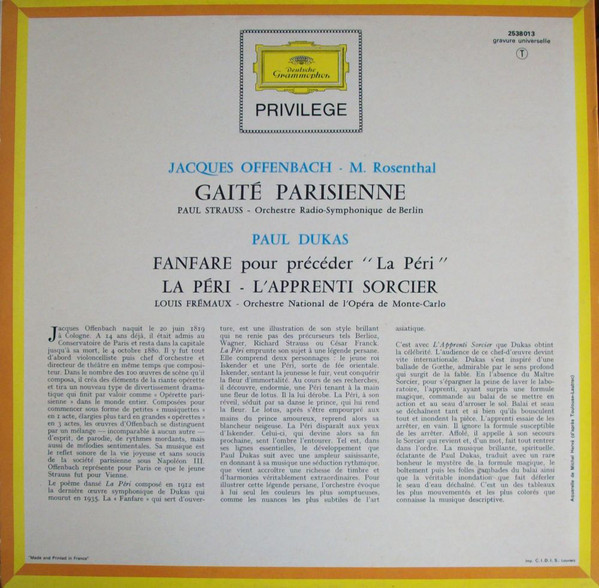 2538013
gravure universelle
T
Deutsche
Grammophon
PRIVILEGE
JACQUES OFFENBACH - M. Rosenthal
GAITÉ PARISIENNE
PAUL STRAUSS - Orchestre Radio-Symphonique de Berlin
PAUL DUKAS
FANFARE pour précéder " La Péri "
LA PÉRI - L'APPRENTI SORCIER
LOUIS FRÉMAUX - Orchestre National de l'Opéra de Monte-Carlo
Jacques Offenbach naquit le 20 juin 1819
à Cologne. A 14 ans déjà, il était admis au
Conservatoire de Paris et resta dans la capitale
jusqu'à sa mort, le 4 octobre 1880. Il y fut tout
d'abord violoncelliste puis chef d'orchestre et
directeur de théâtre en même temps que composi-
teur. Dans le nombre des 100 œuvres de scène qu'il
composa, il créa des éléments de la riante opérette
et tira un nouveau type de divertissement drama-
tique qui finit par valoir comme « Opérette pari-
sienne » dans le monde entier. Composées pour
commencer sous forme de petites « musiquettes »
en 1 acte, élargies plus tard en grandes « opérettes »
en 3 actes, les œuvres d'Offenbach se distinguent
par un mélange — incomparable à aucun autre —
d'esprit, de parodie, de rythmes mordants, mais
aussi de mélodies sentimentales. Sa musique est
le reflet sonore de la vie joyeuse et sans soucis
de la société parisienne sous Napoléon III.
Offenbach représente pour Paris ce que le jeune
Strauss fut pour Vienne.
Le poème dansé La Péri composé en 1912 est
la dernière œuvre symphonique de Dukas qui
mourut en 1935. La " Fanfare " qui sert d'ouver-
ture, est une illustration de son style brillant
qui ne renie pas des précurseurs tels Berlioz,
Wagner, Richard Strauss ou César Franck.
La Péri emprunte son sujet à une légende persane.
Elle comprend deux personnages : le jeune roi
Iskender et une Péri, sorte de fée orientale.
Iskender, sentant la jeunesse le fuir, veut conquérir
la fleur d'immortalité. Au cours de ses recherches,
il découvre, endormie, une Péri tenant à la main
une fleur de lotus. Il la lui dérobe. La Péri, à son
réveil, séduit par sa danse le prince, qui lui rend
la fleur. Le lotus, après s'être empourpré aux
mains du prince amoureux, reprend alors sa
blancheur neigeuse. La Péri disparaît aux yeux
d'Iskender. Celui-ci, qui devine alors sa fin
prochaine, sent l'ombre l'entourer. Tel est, dans
ses lignes essentielles, le développement que
Paul Dukas suit avec une ampleur saisissante,
en donnant à sa musique une séduction rythmique,
que vient accroître une richesse de timbre et
d'harmonies véritablement extraordinaires. Pour
illustrer cette légende persane, l'orchestre évoque
à lui seul les couleurs les plus somptueuses,
comme les nuances les plus subtiles de l'art
asiatique.
C'est avec L'Apprenti Sorcier que Dukas obtint
la célébrité. L'audience de ce chef-d'œuvre devint
vite internationale. Dukas s'est inspiré d'une
ballade de Gœthe, admirable par le sens profond
qui surgit de la fable. En l'absence du Maître
Sorcier, pour s'épargner la peine de laver le labo-
ratoire, l'apprenti, ayant surpris une formule
magique, commande au balai de se mettre en
action et au seau d'arroser le sol. Balai et seau
se déchaînent tant et si bien qu'ils bousculent
tout et inondent la pièce. L'apprenti essaie de les
arrêter, en vain. Il ignore la formule susceptible
de les arrêter. Affolé, il appelle à son secours
le Sorcier qui revient et, d'un mot, fait tout rentrer
dans l'ordre. La musique brillante, spirituelle,
éclatante de Paul Dukas, traduit avec un rare
bonheur le mystère de la formule magique, le
bulement puis les folles gambades du balai ainsi
que la véritable inondation que fait déferler
le seau d'eau déchaîné. C'est un des tableaux
les plus mouvementés et les plus colorés que
connaisse la musique descriptive.
"Made and Printed in France"